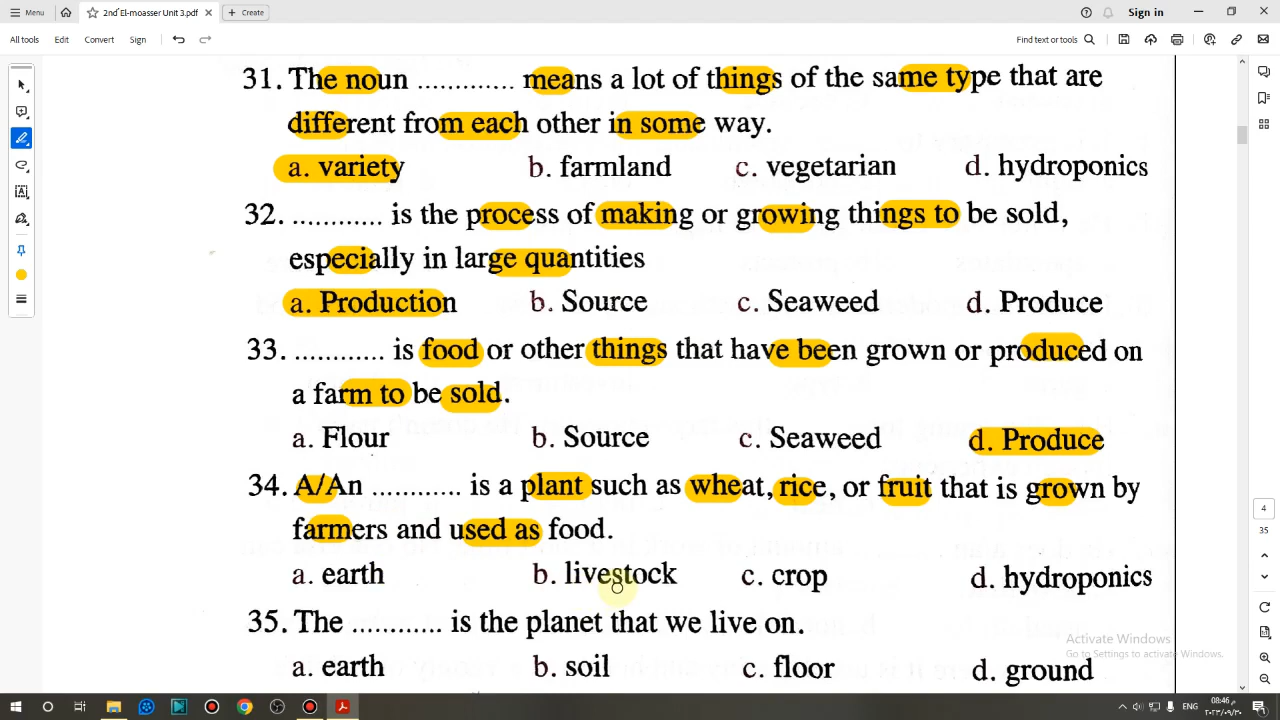 Menu
2nd El-moasser Unit 3.pdf
Create
Sign in
All tools Edit Convert Sign
Find text or tools
31. The noun ............. means a lot of things of the same type that are
different from each other in some way.
a. variety b. farmland c. vegetarian d. hydroponics
32. ............. is the process of making or growing things to be sold,
especially in large quantities
a. Production b. Source c. Seaweed d. Produce
33. ............. is food or other things that have been grown or produced on
a farm to be sold.
a. Flour b. Source c. Seaweed d. Produce
34. A/An ............. is a plant such as wheat, rice, or fruit that is grown by
farmers and used as food.
a. earth b. livestock c. crop d. hydroponics
35. The ............. is the planet that we live on.
a. earth b. soil c. floor d. ground
4
35
Activate Windows
Go to Settings to activate Windows.
ENG
08:46 م